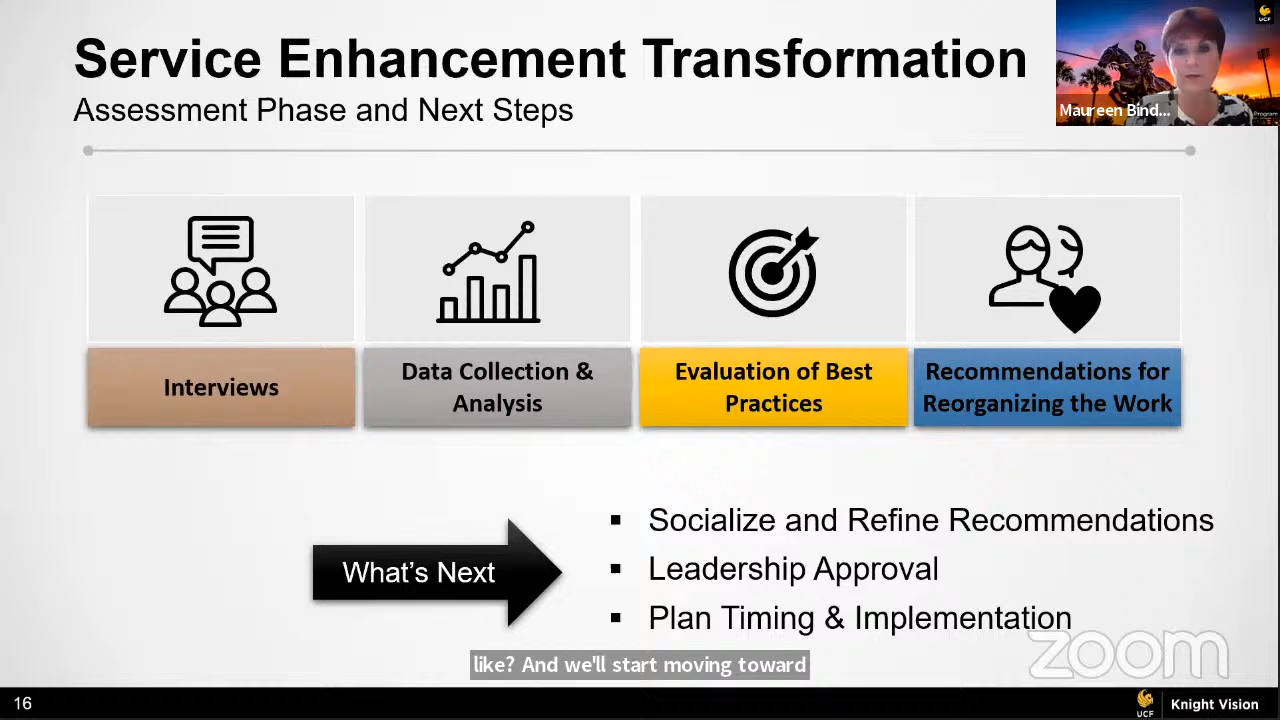 Service Enhancement Transformation
Assessment Phase and Next Steps
UCF
Maureen Bind...
Program
Interviews
Data Collection &
Analysis
Evaluation of Best
Practices
Recommendations for
Reorganizing the Work
What's Next
▪ Socialize and Refine Recommendations
▪ Leadership Approval
▪ Plan Timing & Implementation
zoom
like? And we'll start moving toward
16
UCF
Knight Vision